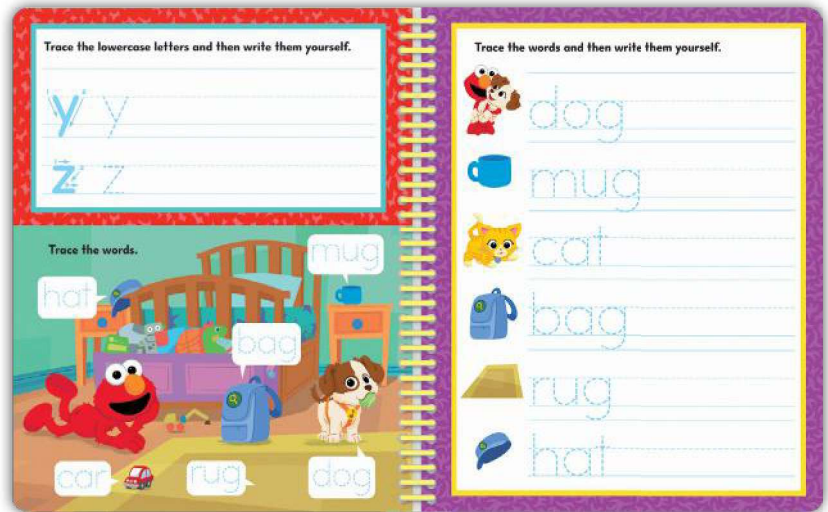 Trace the lowercase letters and then write them yourself.
y y
z z
Trace the words.
mug
hat
bag
car
rug
dog
Trace the words and then write them yourself.
dog
mug
cat
bag
rug
hat